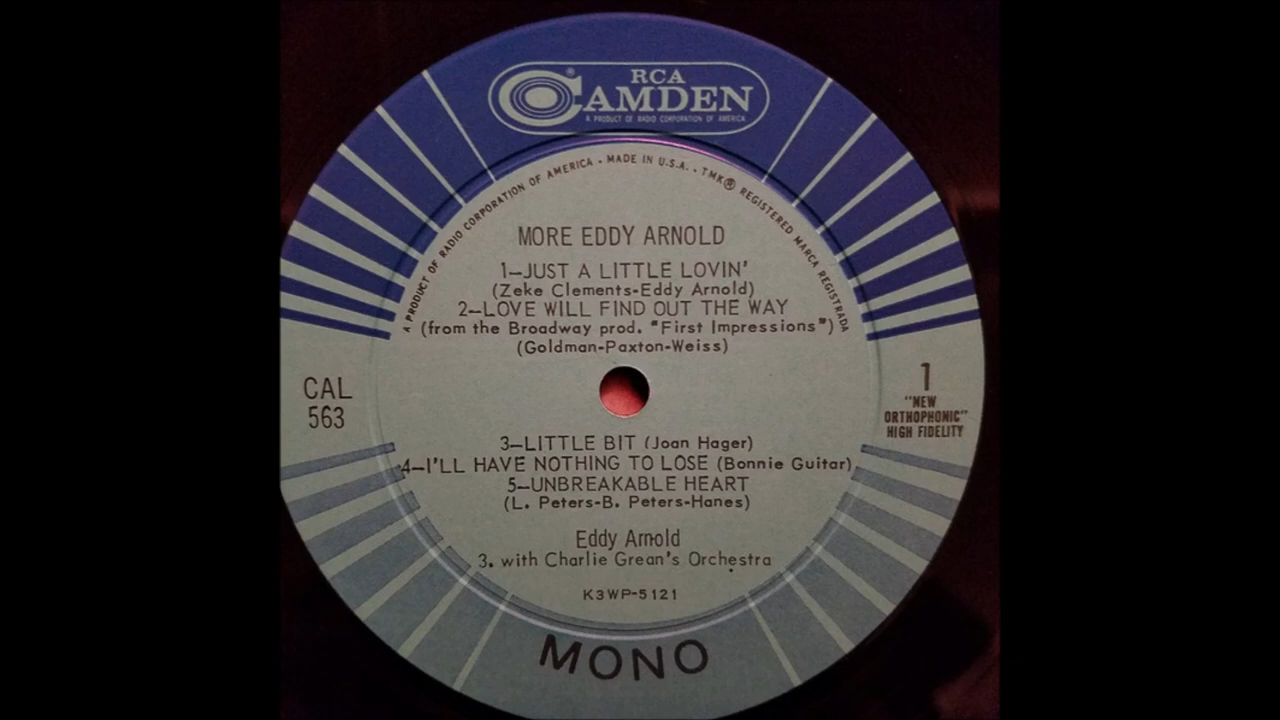 RCA
CAMDEN
A PRODUCT OF RADIO CORPORATION OF AMERICA
A PRODUCT OF RADIO CORPORATION OF AMERICA • MADE IN U.S.A. • TMK® REGISTERED MARCA REGISTRADA
MORE EDDY ARNOLD
1—JUST A LITTLE LOVIN'
(Zeke Clements-Eddy Arnold)
2—LOVE WILL FIND OUT THE WAY
(from the Broadway prod. "First Impressions")
(Goldman-Paxton-Weiss)
CAL
563
1
"NEW
ORTHOPHONIC"
HIGH FIDELITY
3—LITTLE BIT (Joan Hager)
4—I'LL HAVE NOTHING TO LOSE (Bonnie Guitar)
5—UNBREAKABLE HEART
(L. Peters-B. Peters-Hanes)
Eddy Arnold
3. with Charlie Grean's Orchestra
K3WP-5121
MONO